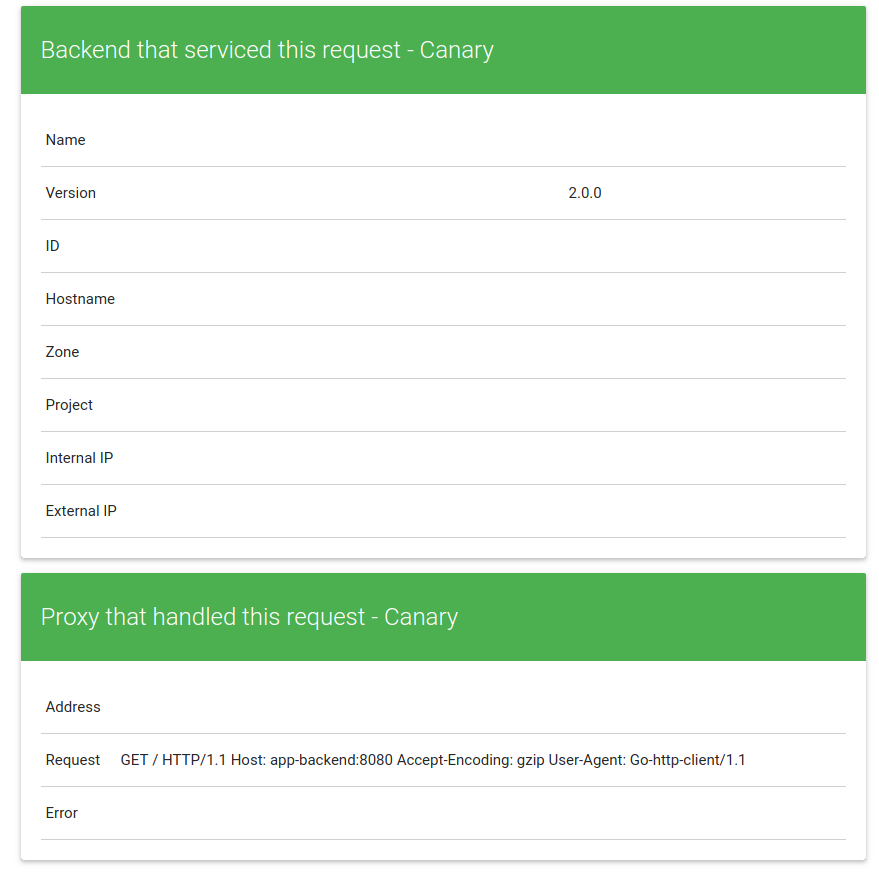 Backend that serviced this request - Canary
Name
Version 2.0.0
ID
Hostname
Zone
Project
Internal IP
External IP
Proxy that handled this request - Canary
Address
Request GET / HTTP/1.1 Host: app-backend:8080 Accept-Encoding: gzip User-Agent: Go-http-client/1.1
Error